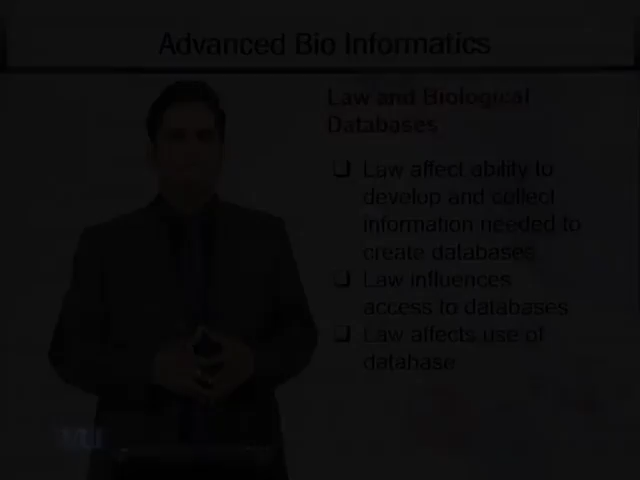 Advanced Bio Informatics
Law and Biological
Databases
Law affect ability to
develop and collect
information needed to
create databases
Law influences
access to databases
Law affects use of
database